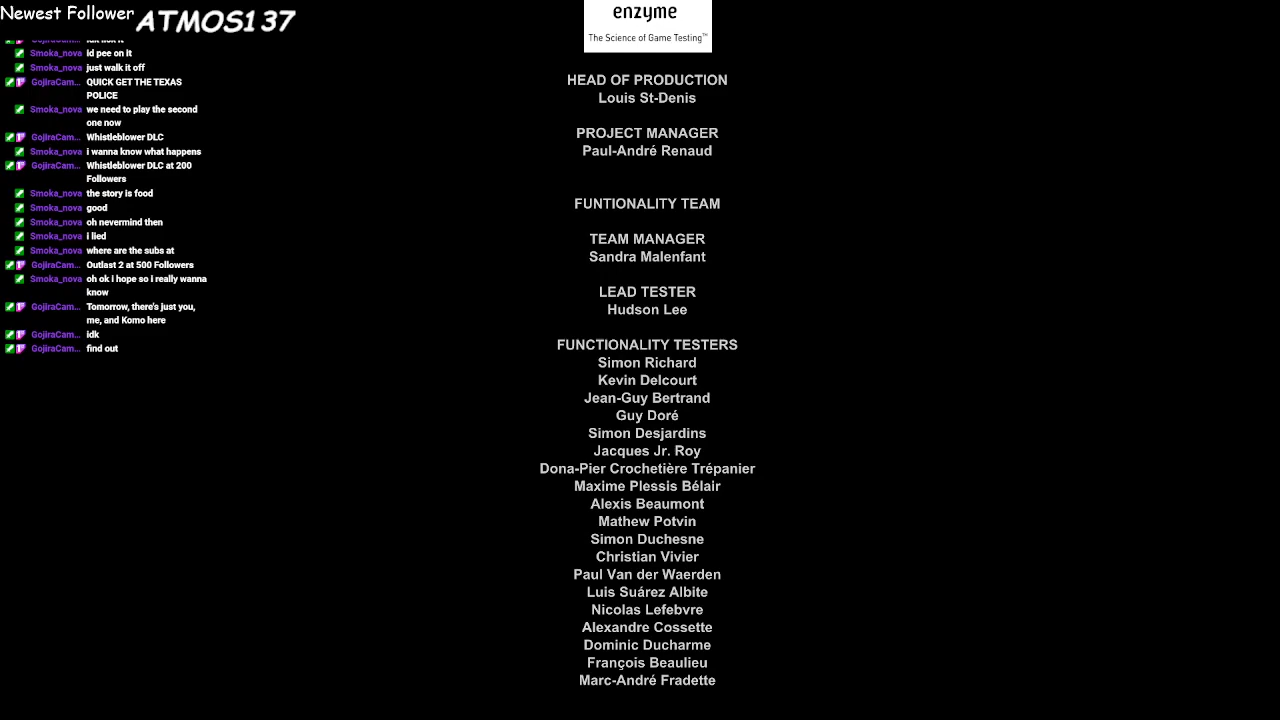 Newest Follower ATMOS137
Smoka_nova id pee on it
Smoka_nova just walk it off
GojiraCam... QUICK GET THE TEXAS
POLICE
Smoka_nova we need to play the second
one now
GojiraCam... Whistleblower DLC
Smoka_nova i wanna know what happens
GojiraCam... Whistleblower DLC at 200
Followers
Smoka_nova the story is food
Smoka_nova good
Smoka_nova oh nevermind then
Smoka_nova i lied
Smoka_nova where are the subs at
GojiraCam... Outlast 2 at 500 Followers
Smoka_nova oh ok i hope so i really wanna
know
GojiraCam... Tomorrow, there's just you,
me, and Komo here
GojiraCam... idk
GojiraCam... find out
enzyme
The Science of Game Testing™
HEAD OF PRODUCTION
Louis St-Denis
PROJECT MANAGER
Paul-André Renaud
FUNTIONALITY TEAM
TEAM MANAGER
Sandra Malenfant
LEAD TESTER
Hudson Lee
FUNCTIONALITY TESTERS
Simon Richard
Kevin Delcourt
Jean-Guy Bertrand
Guy Doré
Simon Desjardins
Jacques Jr. Roy
Dona-Pier Crochetière Trépanier
Maxime Plessis Bélair
Alexis Beaumont
Mathew Potvin
Simon Duchesne
Christian Vivier
Paul Van der Waerden
Luis Suárez Albite
Nicolas Lefebvre
Alexandre Cossette
Dominic Ducharme
François Beaulieu
Marc-André Fradette